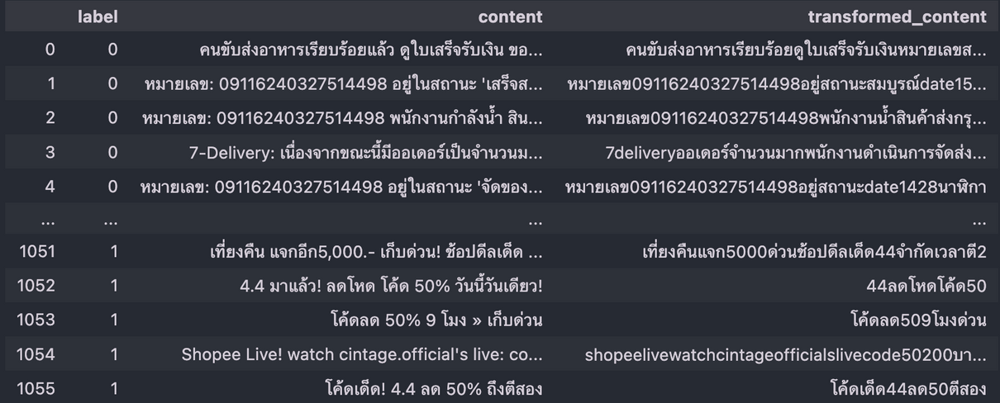 label content transformed_content
0 0 คนขับส่งอาหารเรียบร้อยแล้ว ดูใบเสร็จรับเงิน ขอ... คนขับส่งอาหารเรียบร้อยดูใบเสร็จรับเงินหมายเลขส...
1 0 หมายเลข: 09116240327514498 อยู่ในสถานะ 'เสร็จส... หมายเลข09116240327514498อยู่สถานะสมบูรณ์date15...
2 0 หมายเลข: 09116240327514498 พนักงานกำลังน้ำ สิน... หมายเลข09116240327514498พนักงานน้ำสินค้าส่งกรุ...
3 0 7-Delivery: เนื่องจากขณะนี้มีออเดอร์เป็นจำนวนม... 7deliveryออเดอร์จำนวนมากพนักงานดำเนินการจัดส่ง...
4 0 หมายเลข: 09116240327514498 อยู่ในสถานะ 'จัดของ... หมายเลข09116240327514498อยู่สถานะdate1428นาฬิกา
... ... ... ...
1051 1 เที่ยงคืน แจกอีก5,000.- เก็บด่วน! ช้อปดีลเด็ด ... เที่ยงคืนแจก5000ด่วนช้อปดีลเด็ด44จำกัดเวลาตี2
1052 1 4.4 มาแล้ว! ลดโหด โค้ด 50% วันนี้วันเดียว! 44ลดโหดโค้ด50
1053 1 โค้ดลด 50% 9 โมง » เก็บด่วน โค้ดลด509โมงด่วน
1054 1 Shopee Live! watch cintage.official's live: co... shopeelivewatchcintageofficialslivecode50200บา...
1055 1 โค้ดเด็ด! 4.4 ลด 50% ถึงตีสอง โค้ดเด็ด44ลด50ตีสอง